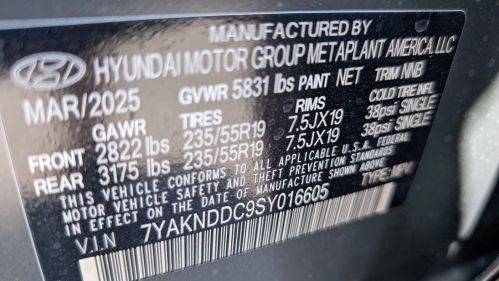 MANUFACTURED BY
HYUNDAI MOTOR GROUP METAPLANT AMERICA, LLC
MAR/2025 GVWR 5831 lbs PAINT NET TRIM NNB
GAWR TIRES RIMS COLD TIRE INFL
FRONT 2822 lbs 235/55R19 7.5JX19 38psi SINGLE
REAR 3175 lbs 235/55R19 7.5JX19 38psi SINGLE
THIS VEHICLE CONFORMS TO ALL APPLICABLE U.S.A. FEDERAL
MOTOR VEHICLE SAFETY AND THEFT PREVENTION STANDARDS
IN EFFECT ON THE DATE OF MANUFACTURE SHOWN ABOVE
V.I.N 7YAKNDDC9SY016605 TYPE:MPV